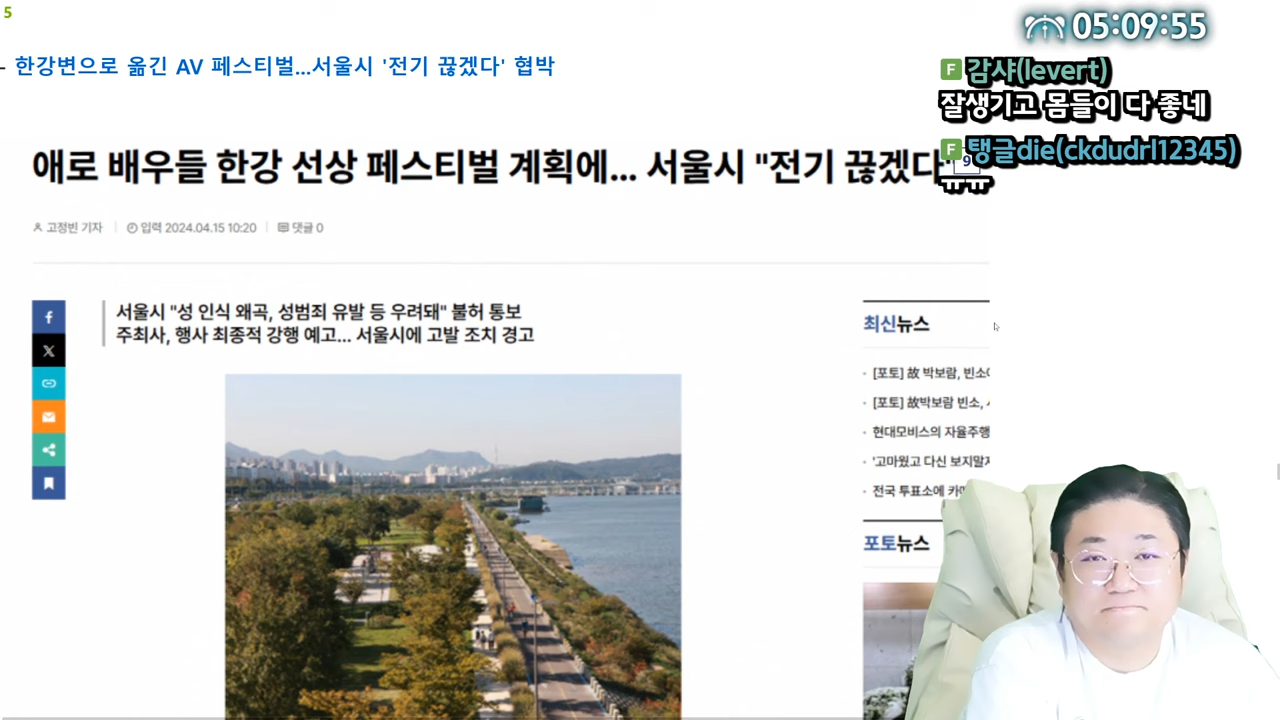 5
- 한강변으로 옮긴 AV 페스티벌...서울시 '전기 끊겠다' 협박
05:09:55
F 감샤(levert)
잘생기고 몸들이 다 좋네
F 탱글die(ckdudrl12345)
ㅠㅠ
애로 배우들 한강 선상 페스티벌 계획에... 서울시 "전기 끊겠다
고정빈 기자 입력 2024.04.15 10:20 댓글 0
서울시 "성 인식 왜곡, 성범죄 유발 등 우려돼" 불허 통보
주최사, 행사 최종적 강행 예고... 서울시에 고발 조치 경고
최신뉴스
[포토] 故 박보람, 빈소
[포토] 故박보람 빈소,
현대모비스의 자율주행
'고마웠고 다신 보지말자
전국 투표소에 카메
포토뉴스